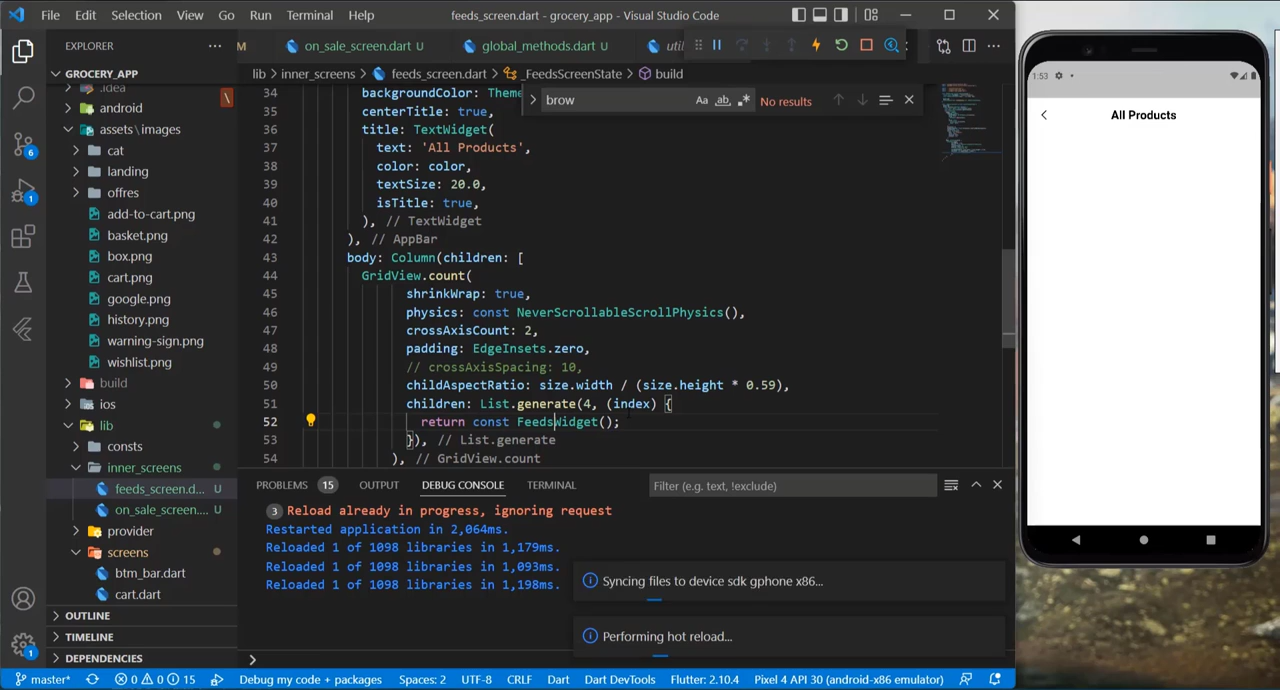 File Edit Selection View Go Run Terminal Help
feeds_screen.dart - grocery_app - Visual Studio Code
EXPLORER
M on_sale_screen.dart U global_methods.dart U util
GROCERY_APP
.idea
android
assets\images
cat
landing
offres
add-to-cart.png
basket.png
box.png
cart.png
google.png
history.png
warning-sign.png
wishlist.png
build
ios
lib
consts
inner_screens
feeds_screen.d... U
on_sale_screen.... U
provider
screens
btm_bar.dart
cart.dart
OUTLINE
TIMELINE
DEPENDENCIES
6
1
1
lib > inner_screens > feeds_screen.dart > _FeedsScreenState > build
brow Aa ab No results
34 backgroundColor: Theme
35 centerTitle: true,
36 title: TextWidget(
37 text: 'All Products',
38 color: color,
39 textSize: 20.0,
40 isTitle: true,
41 ), // TextWidget
42 ), // AppBar
43 body: Column(children: [
44 GridView.count(
45 shrinkWrap: true,
46 physics: const NeverScrollableScrollPhysics(),
47 crossAxisCount: 2,
48 padding: EdgeInsets.zero,
49 // crossAxisSpacing: 10,
50 childAspectRatio: size.width / (size.height * 0.59),
51 children: List.generate(4, (index) {
52 return const FeedsWidget();
53 }), // List.generate
54 ), // GridView.count
PROBLEMS 15 OUTPUT DEBUG CONSOLE TERMINAL
Filter (e.g. text, !exclude)
3 Reload already in progress, ignoring request
Restarted application in 2,064ms.
Reloaded 1 of 1098 libraries in 1,179ms.
Reloaded 1 of 1098 libraries in 1,093ms.
Reloaded 1 of 1098 libraries in 1,198ms.
Syncing files to device sdk gphone x86...
Performing hot reload...
master* 0 0 15 Debug my code + packages Spaces: 2 UTF-8 CRLF Dart Dart DevTools Flutter: 2.10.4 Pixel 4 API 30 (android-x86 emulator)
1:53
All Products